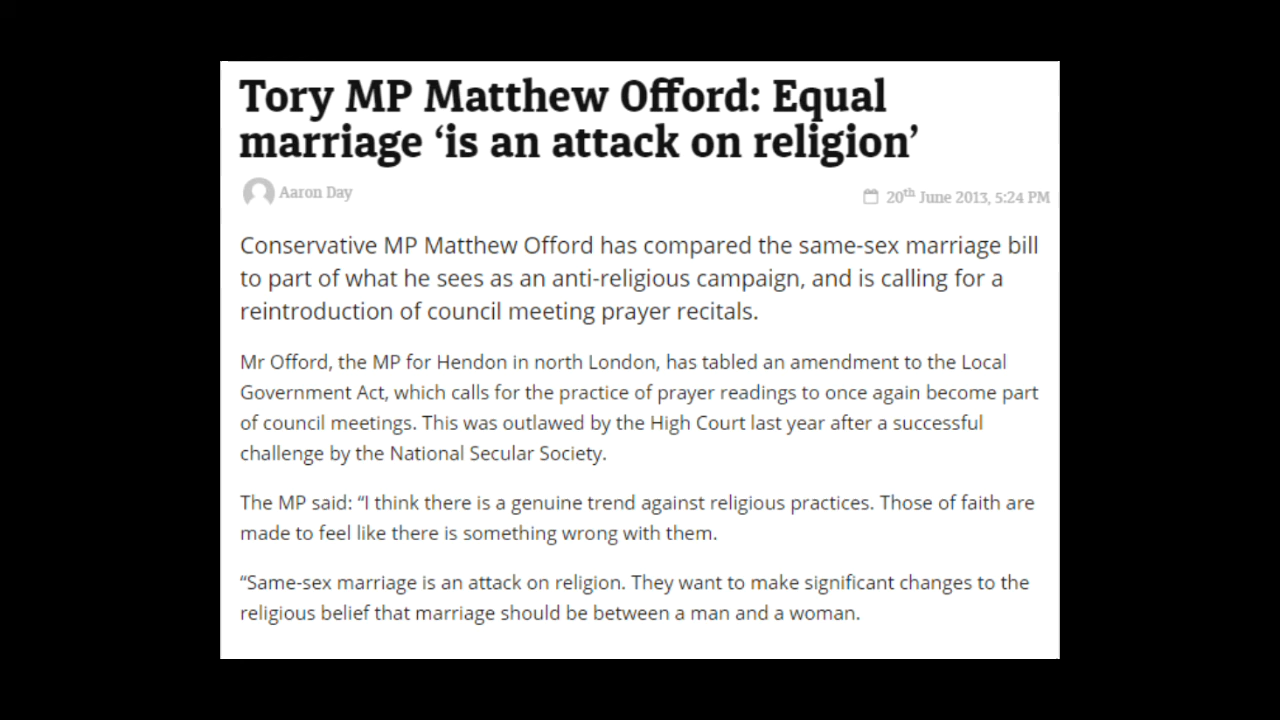 Tory MP Matthew Offord: Equal
marriage ‘is an attack on religion’
Aaron Day
20th June 2013, 5:24 PM
Conservative MP Matthew Offord has compared the same-sex marriage bill
to part of what he sees as an anti-religious campaign, and is calling for a
reintroduction of council meeting prayer recitals.
Mr Offord, the MP for Hendon in north London, has tabled an amendment to the Local
Government Act, which calls for the practice of prayer readings to once again become part
of council meetings. This was outlawed by the High Court last year after a successful
challenge by the National Secular Society.
The MP said: “I think there is a genuine trend against religious practices. Those of faith are
made to feel like there is something wrong with them.
“Same-sex marriage is an attack on religion. They want to make significant changes to the
religious belief that marriage should be between a man and a woman.